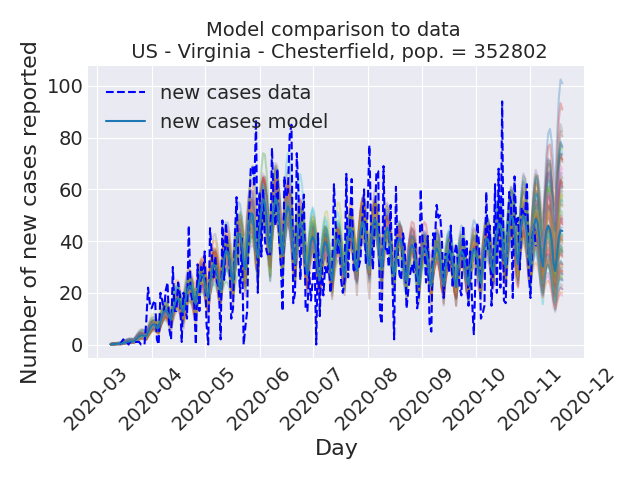 Model comparison to data
US - Virginia - Chesterfield, pop. = 352802
Number of new cases reported
100
80
60
40
20
0
new cases data
new cases model
2020-03
2020-04
2020-05
2020-06
2020-07
2020-08
2020-09
2020-10
2020-11
2020-12
Day